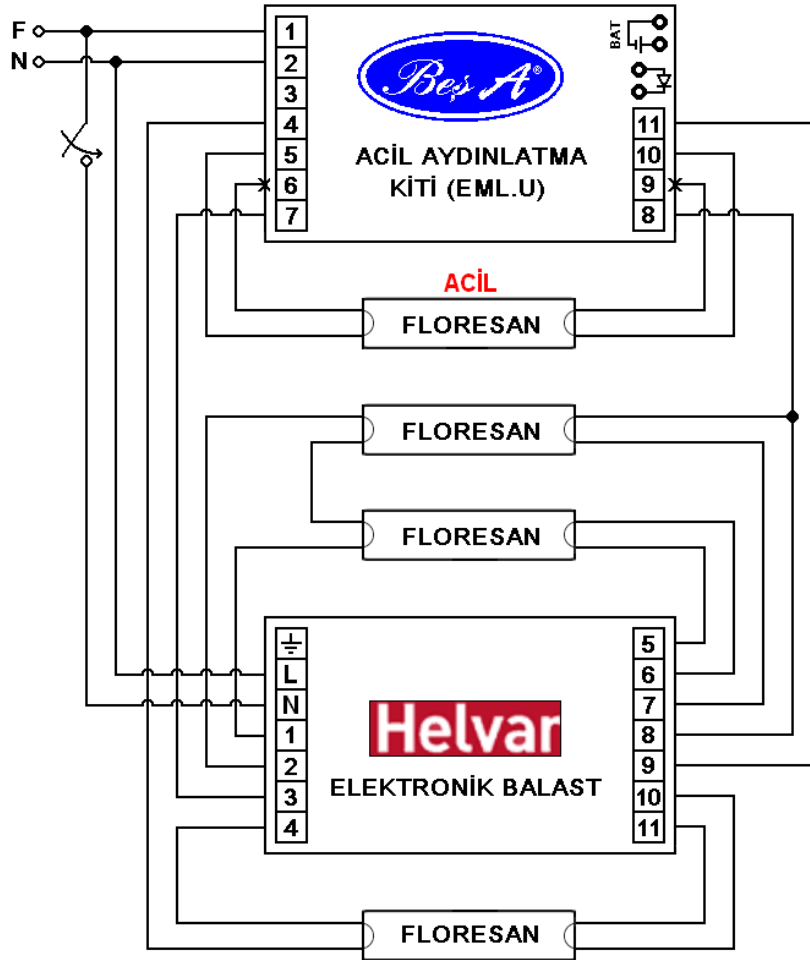 F
N
1
2
3
4
5
6
7
BAT
Beş A®
ACİL AYDINLATMA
KİTİ (EML.U)
11
10
9
8
ACİL
FLORESAN
FLORESAN
FLORESAN
L
N
1
2
3
4
Helvar
ELEKTRONİK BALAST
5
6
7
8
9
10
11
FLORESAN